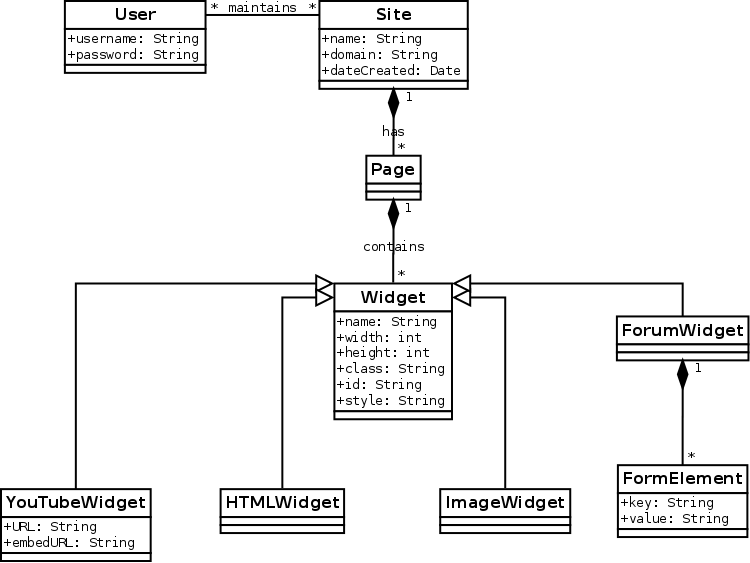 User
+username: String
+password: String
* maintains *
Site
+name: String
+domain: String
+dateCreated: Date
1
has
*
Page
1
contains
*
Widget
+name: String
+width: int
+height: int
+class: String
+id: String
+style: String
ForumWidget
1
*
YouTubeWidget
+URL: String
+embedURL: String
HTMLWidget
ImageWidget
FormElement
+key: String
+value: String